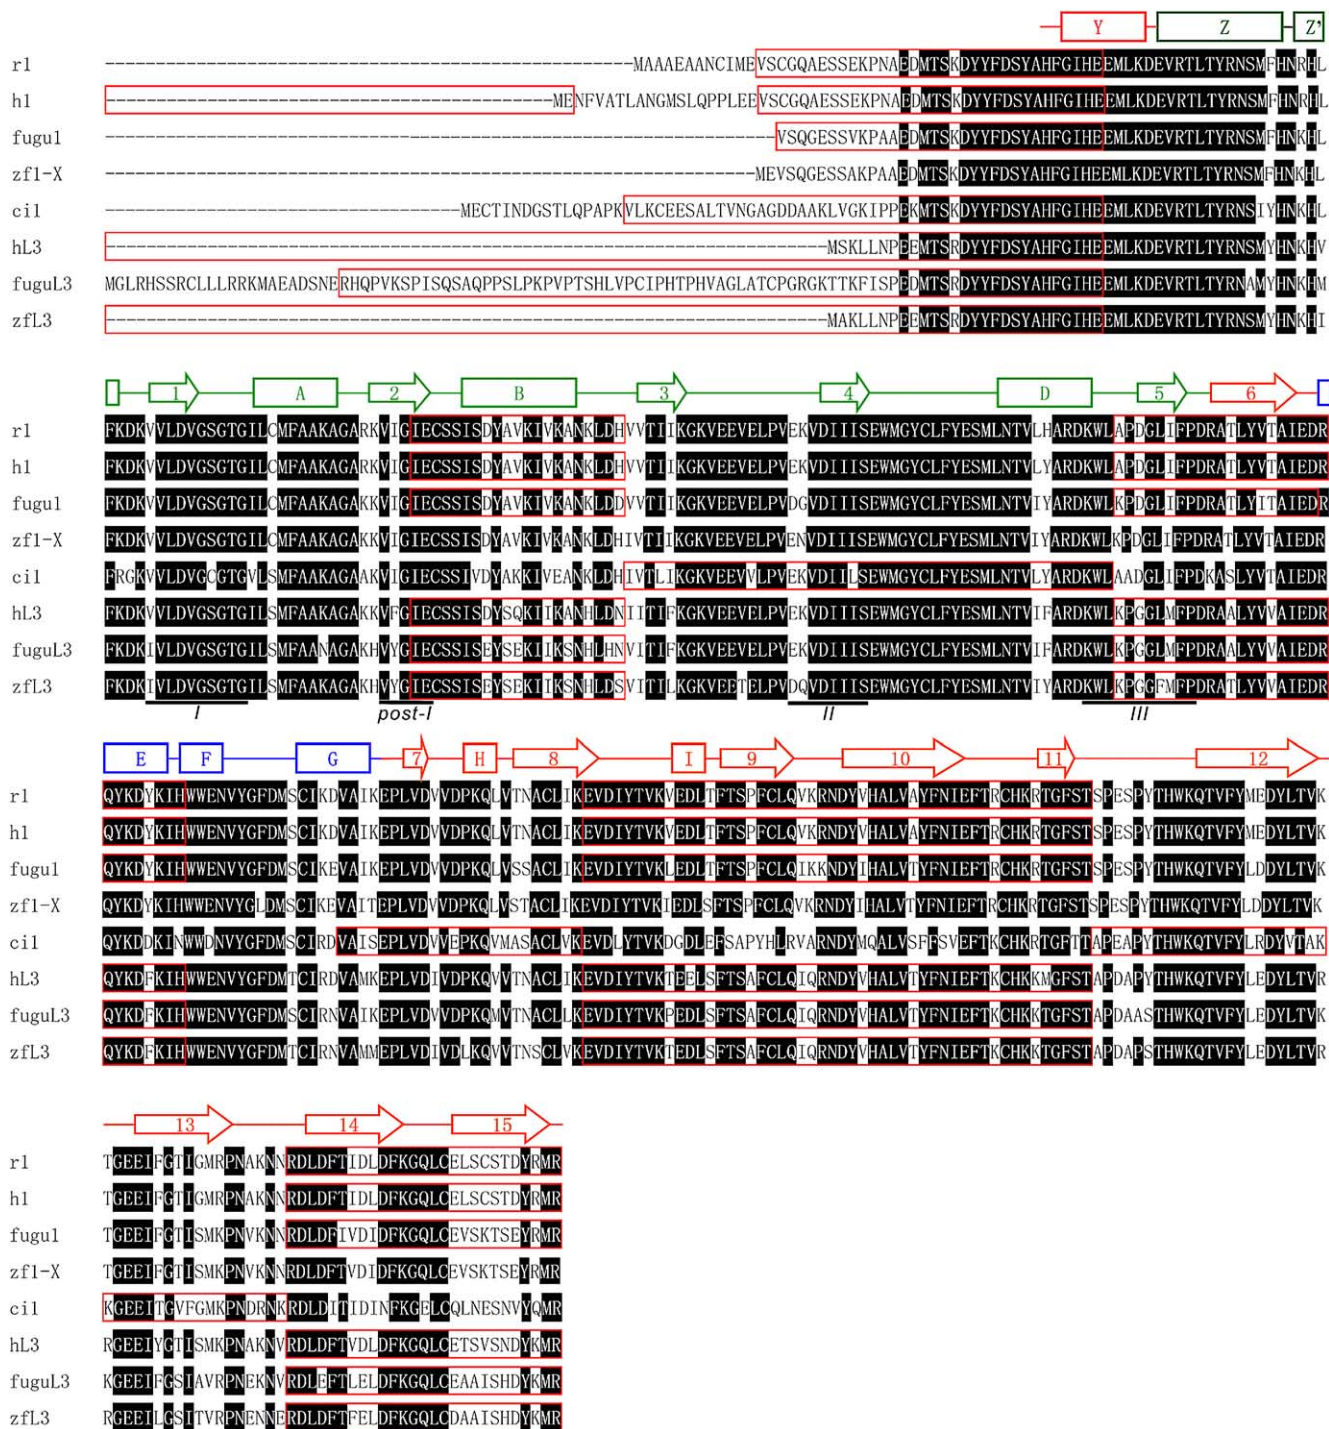 Y Z Z'
r1 --MAAAEAANCIMEVSCGQAESSEKPNAEDMTSKDYYFDSYAHFGIHEEMLKDEVRTLTYRNSMFHNRHL
h1 --MENFVATLANGMSLQPPLEEVSCGQAESSEKPNAEDMTSKDYYFDSYAHFGIHEEMLKDEVRTLTYRNSMFHNRHL
fugu1 --VSQGESSVKPAAEDMTSKDYYFDSYAHFGIHEEMLKDEVRTLTYRNSMFHNKHL
zf1-X --MEVSQGESSAKPAAEDMTSKDYYFDSYAHFGIHEEMLKDEVRTLTYRNSMFHNKHL
ci1 --MECTINDGSTLQPAPKVLKCEESALTVNGAGDDAAKLVGKIPPEKMTSKDYYFDSYAHFGIHEEMLKDEVRTLTYRNSIYHNKHL
hL3 --MSKLLNPEEMTSRDYYFDSYAHFGIHEEMLKDEVRTLTYRNSMYHNKHV
fuguL3 MGLRHSSRCLLLLRRKMAEADSNERHQPVKSPISQSAQPPSLPKPVPTSHLVPCIPHTPHVAGLATCPGRGKTTKFISPEDMTSRDYYFDSYAHFGIHEEMLKDEVRTLTYRNAMYHNKHM
zfL3 --MAKLLNPEEMTSRDYYFDSYAHFGIHEEMLKDEVRTLTYRNSMYHNKHI
1 A 2 B 3 4 D 5 6
r1 FKDKVVLDVGSGTGILCMFAAKAGARKVIGIECSSISDYAVKIVKANKLDHVVTIIKGKVEEVELPVEKVDIIISEWMGYCLFYESMLNTVLHARDKWLAPDGLIFPDRATLYVTAIEDR
h1 FKDKVVLDVGSGTGILCMFAAKAGARKVIGIECSSISDYAVKIVKANKLDHVVTIIKGKVEEVELPVEKVDIIISEWMGYCLFYESMLNTVLYARDKWLAPDGLIFPDRATLYVTAIEDR
fugu1 FKDKVVLDVGSGTGILCMFAAKAGAKKVIGIECSSISDYAVKIVKANKLDDVVTIIKGKVEEVELPVDGVDIIISEWMGYCLFYESMLNTVIYARDKWLKPDGLIFPDRATLYITAIEDR
zf1-X FKDKVVLDVGSGTGILCMFAAKAGAKKVIGIECSSISDYAVKIVKANKLDHIVTIIKGKVEEVELPVENVDIIISEWMGYCLFYESMLNTVIYARDKWLKPDGLIFPDRATLYVTAIEDR
ci1 FRGKVVLDVGCGTGVLSMFAAKAGAAKVIGIECSSIVDYAKKIVEANKLDHIVTLIKGKVEEVVLPVEKVDIILSEWMGYCLFYESMLNTVLYARDKWLAADGLIFPDKASLYVTAIEDR
hL3 FKDKVVLDVGSGTGILSMFAAKAGAKKVFGIECSSISDYSQKIIKANHLDNIITIFKGKVEEVELPVEKVDIIISEWMGYCLFYESMLNTVIFARDKWLKPGGLMFPDRAALYVVAIEDR
fuguL3 FKDKIVLDVGSGTGILSMFAANAGAKHVYGIECSSISEYSEKIIKSNHLHNVITIFKGKVEEVELPVEKVDIIISEWMGYCLFYESMLNTVIFARDKWLKPGGLMFPDRAALYVVAIEDR
zfL3 FKDKIVLDVGSGTGILSMFAAKAGAKHVYGIECSSISEYSEKIIKSNHLDSVITILKGKVEETELPVDQVDIIISEWMGYCLFYESMLNTVIYARDKWLKPGGFMFPDRATLYVVAIEDR
I post-I II III
E F G 7 H 8 I 9 10 11 12
r1 QYKDYKIHWWENVYGFDMSCIKDVAIKEPLVDVVDPKQLVTNACLIKEVDIYTVKVEDLTFTSPFCLQVKRNDYVHALVAYFNIEFTRCHKRTGFSTSPESPYTHWKQTVFYMEDYLTVK
h1 QYKDYKIHWWENVYGFDMSCIKDVAIKEPLVDVVDPKQLVTNACLIKEVDIYTVKVEDLTFTSPFCLQVKRNDYVHALVAYFNIEFTRCHKRTGFSTSPESPYTHWKQTVFYMEDYLTVK
fugu1 QYKDYKIHWWENVYGFDMSCIKEVAIKEPLVDVVDPKQLVSSACLIKEVDIYTVKLEDLTFTSPFCLQIKKNDYIHALVTYFNIEFTRCHKRTGFSTSPESPYTHWKQTVFYLDDYLTVK
zf1-X QYKDYKIHWWENVYGLDMSCIKEVAITEPLVDVVDPKQLVSTACLIKEVDIYTVKIEDLSFTSPFCLQVKRNDYIHALVTYFNIEFTRCHKRTGFSTSPESPYTHWKQTVFYLDDYLTVK
ci1 QYKDDKINWWDNVYGFDMSCIRDVAISEPLVDVVEPKQVMASACLVKEVDLYTVKDGDLEFSAPYHLRVARNDYMQALVSFFSVEFTKCHKRTGFTTAPEAPYTHWKQTVFYLRDYVTAK
hL3 QYKDFKIHWWENVYGFDMTCIRDVAMKEPLVDIVDPKQVVTNACLIKEVDIYTVKTEELSFTSAFCLQIQRNDYVHALVTYFNIEFTKCHKKMGFSTAPDAPYTHWKQTVFYLEDYLTVR
fuguL3 QYKDFKIHWWENVYGFDMSCIRNVAIKEPLVDVVDPKQMVTNACLLKEVDIYTVKPEDLSFTSAFCLQIQRNDYVHALVTYFNIEFTKCHKKTGFSTAPDAASTHWKQTVFYLEDYLTVK
zfL3 QYKDFKIHWWENVYGFDMTCIRNVAMMEPLVDIVDLKQVVTNSCLVKEVDIYTVKTEDLSFTSAFCLQIQRNDYVHALVTYFNIEFTKCHKKTGFSTAPDAPSTHWKQTVFYLEDYLTVR
13 14 15
r1 TGEEIFGTIGMRPNAKNNRDLDFTIDLDFKGQLCELSCSTDYRMR
h1 TGEEIFGTIGMRPNAKNNRDLDFTIDLDFKGQLCELSCSTDYRMR
fugu1 TGEEIFGTISMKPNVKNNRDLDFIVDIDFKGQLCEVSKTSEYRMR
zf1-X TGEEIFGTISMKPNVKNNRDLDFTVDIDFKGQLCEVSKTSEYRMR
ci1 KGEEITGVFGMKPNDRNKRDLDITIDINFKGELCQLNESNVYQMR
hL3 RGEEIYGTISMKPNAKNVRDLDFTVDLDFKGQLCETSVSNDYKMR
fuguL3 KGEEIFGSIAVRPNEKNVRDLEFTLELDFKGQLCEAAISHDYKMR
zfL3 RGEEILGSITVRPNENNERDLDFTFELDFKGQLCDAAISHDYKMR